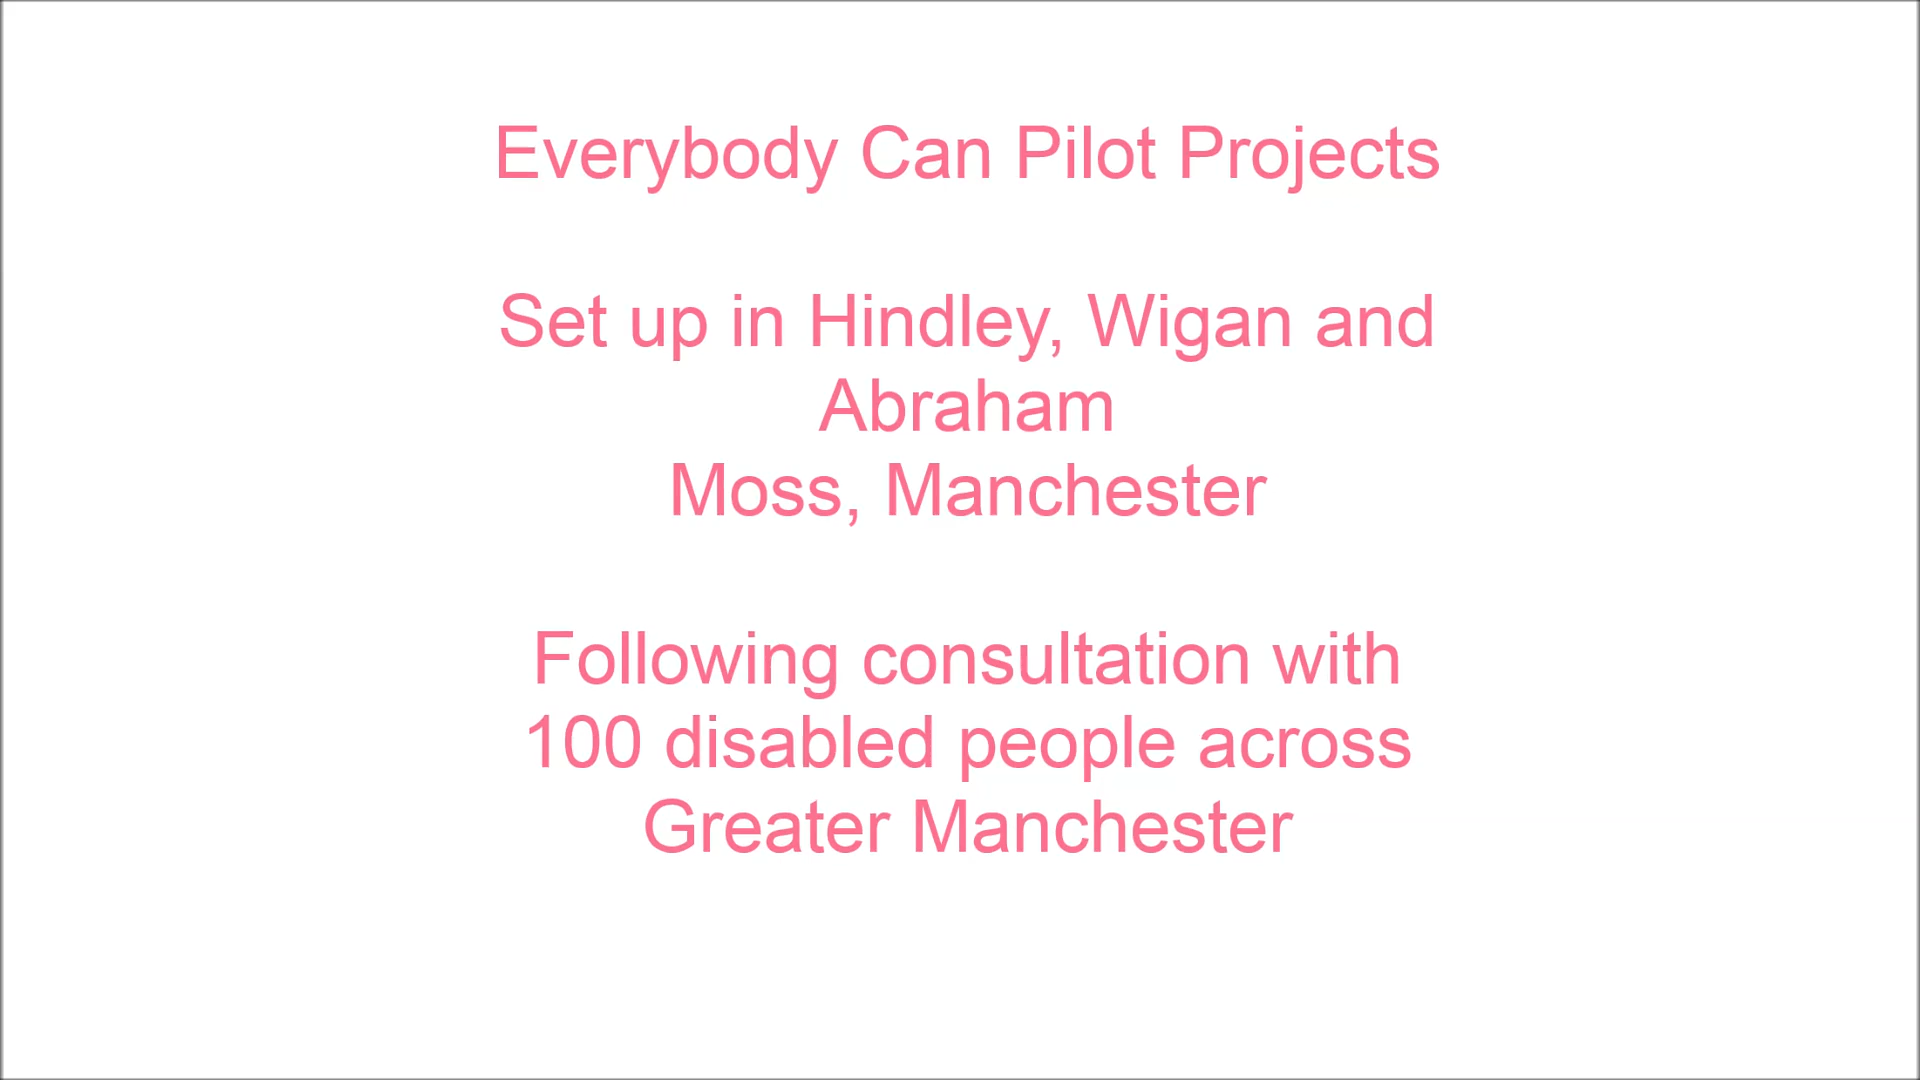 Everybody Can Pilot Projects
Set up in Hindley, Wigan and
Abraham
Moss, Manchester
Following consultation with
100 disabled people across
Greater Manchester